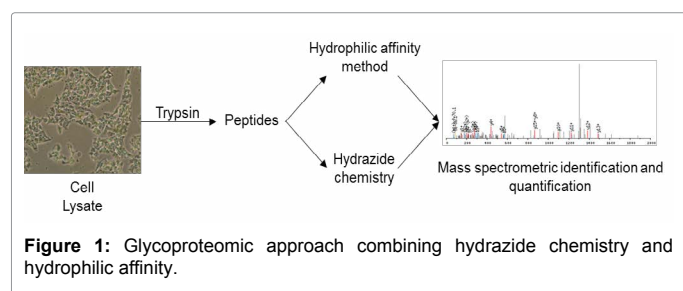 Hydrophilic affinity
method
Trypsin
Peptides
Cell
Lysate
Hydrazide
chemistry
Mass spectrometric identification and
quantification
Figure 1: Glycoproteomic approach combining hydrazide chemistry and
hydrophilic affinity.